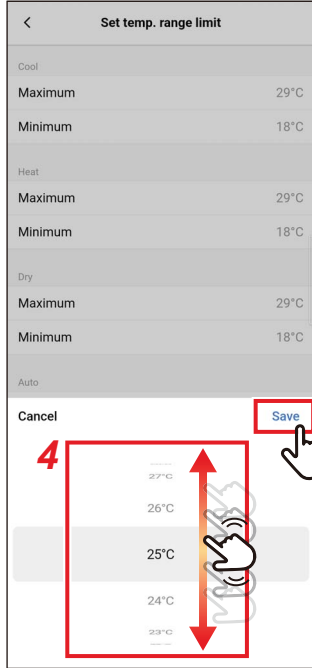 Set temp. range limit
Cool
Maximum 29°C
Minimum 18°C
Heat
Maximum 29°C
Minimum 18°C
Dry
Maximum 29°C
Minimum 18°C
Auto
Cancel Save
4
27°C
26°C
25°C
24°C
23°C